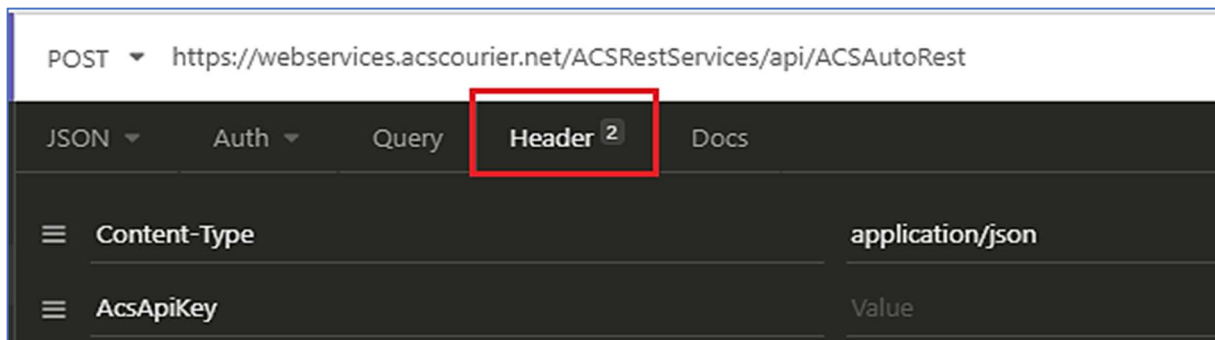 POST https://webservices.acscourier.net/ACSRestServices/api/ACSAutoRest
JSON Auth Query Header 2 Docs
Content-Type application/json
AcsApiKey Value